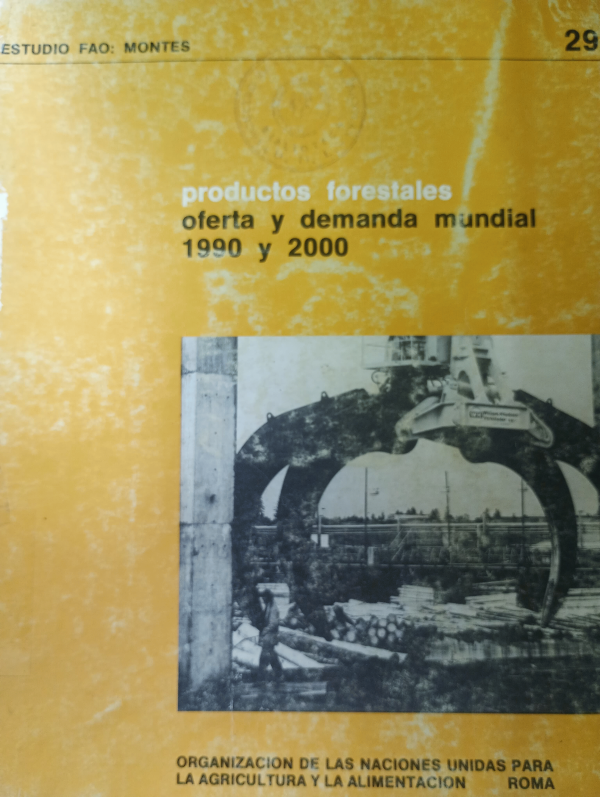 ESTUDIO FAO: MONTES
29
productos forestales
oferta y demanda mundial
1990 y 2000
ORGANIZACION DE LAS NACIONES UNIDAS PARA
LA AGRICULTURA Y LA ALIMENTACION ROMA